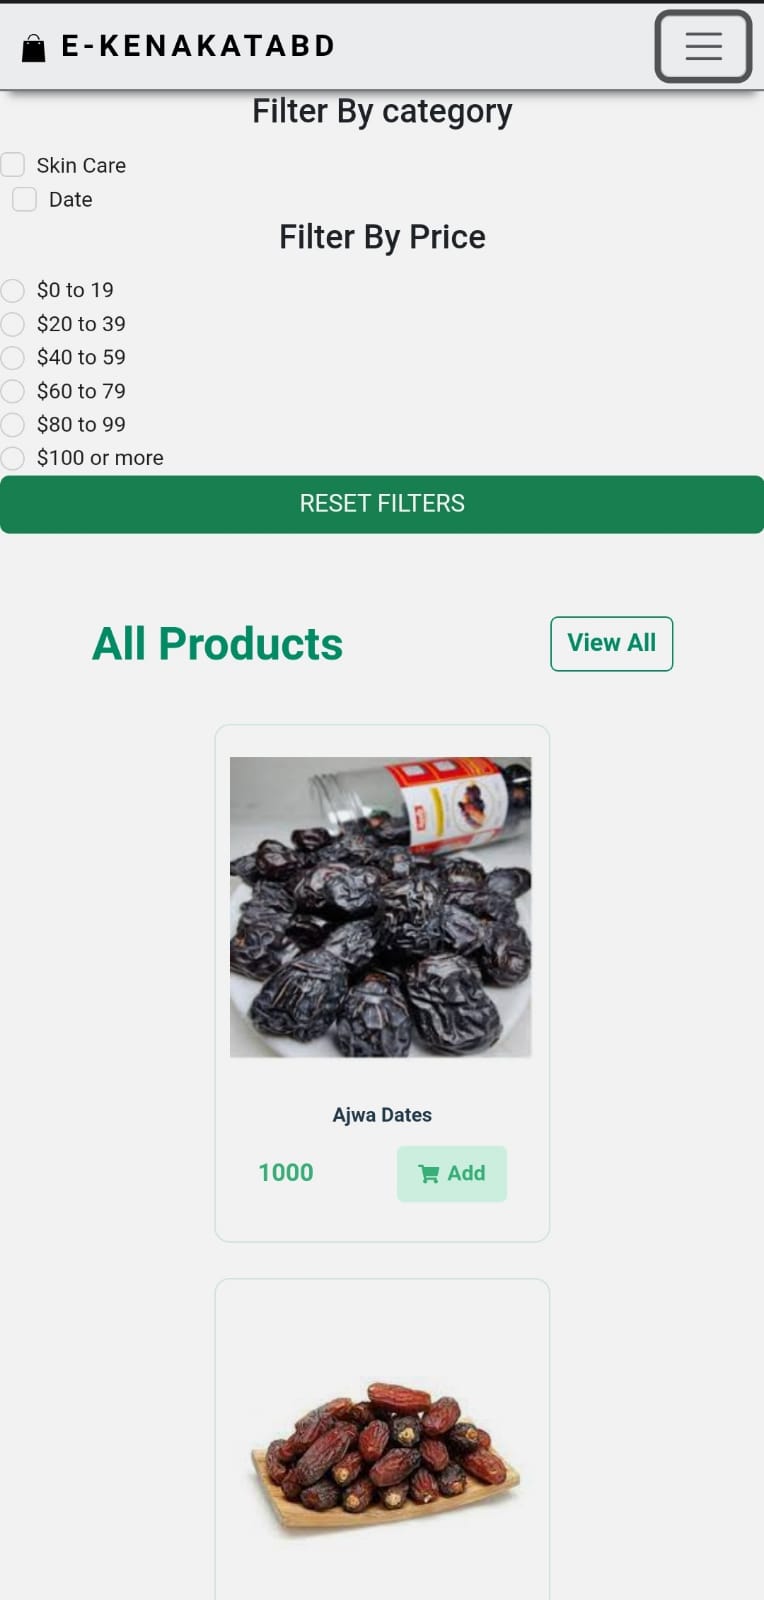 E-KENAKATABD
Filter By category
Skin Care
Date
Filter By Price
$0 to 19
$20 to 39
$40 to 59
$60 to 79
$80 to 99
$100 or more
RESET FILTERS
All Products
View All
Ajwa Dates
1000
Add